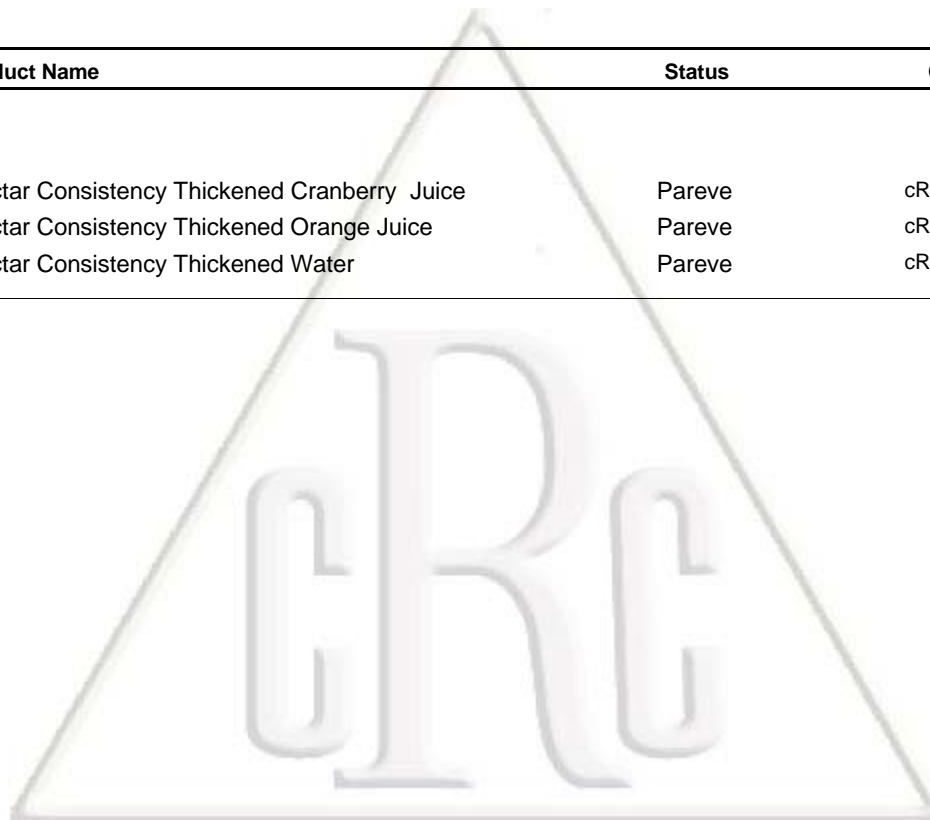 duct Name Status
ctar Consistency Thickened Cranberry Juice Pareve cR
ctar Consistency Thickened Orange Juice Pareve cR
ctar Consistency Thickened Water Pareve cR
cRc